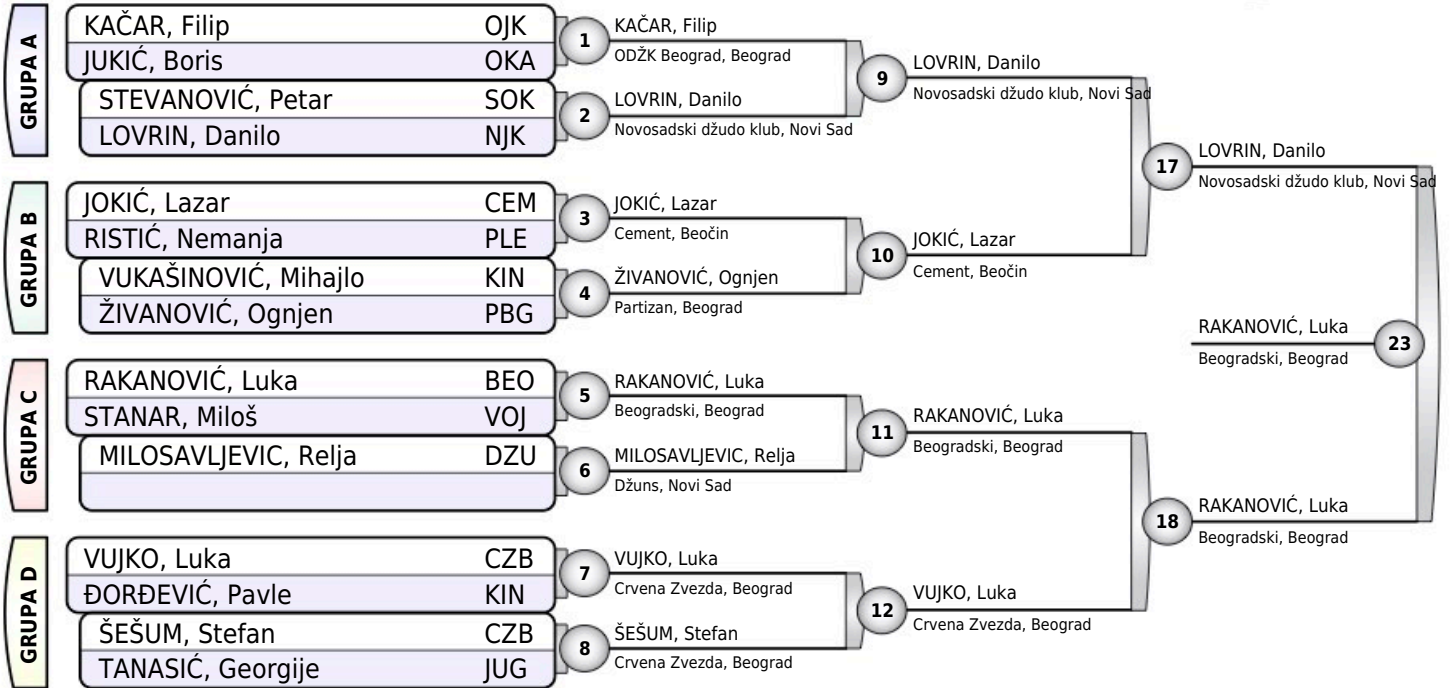 GRUPA A
KAČAR, Filip OJK
JUKIĆ, Boris OKA
STEVANOVIĆ, Petar SOK
LOVRIN, Danilo NJK
GRUPA B
JOKIĆ, Lazar CEM
RISTIĆ, Nemanja PLE
VUKAŠINOVIĆ, Mihajlo KIN
ŽIVANOVIĆ, Ognjen PBG
GRUPA C
RAKANOVIĆ, Luka BEO
STANAR, Miloš VOJ
MILOSAVLJEVIC, Relja DZU
GRUPA D
VUJKO, Luka CZB
ĐORĐEVIĆ, Pavle KIN
ŠEŠUM, Stefan CZB
TANASIĆ, Georgije JUG
1
KAČAR, Filip
ODŽK Beograd, Beograd
2
LOVRIN, Danilo
Novosadski džudo klub, Novi Sad
3
JOKIĆ, Lazar
Cement, Beočin
4
ŽIVANOVIĆ, Ognjen
Partizan, Beograd
5
RAKANOVIĆ, Luka
Beogradski, Beograd
6
MILOSAVLJEVIC, Relja
Džuns, Novi Sad
7
VUJKO, Luka
Crvena Zvezda, Beograd
8
ŠEŠUM, Stefan
Crvena Zvezda, Beograd
9
LOVRIN, Danilo
Novosadski džudo klub, Novi Sad
10
JOKIĆ, Lazar
Cement, Beočin
11
RAKANOVIĆ, Luka
Beogradski, Beograd
12
VUJKO, Luka
Crvena Zvezda, Beograd
17
LOVRIN, Danilo
Novosadski džudo klub, Novi Sad
18
RAKANOVIĆ, Luka
Beogradski, Beograd
RAKANOVIĆ, Luka
Beogradski, Beograd
23